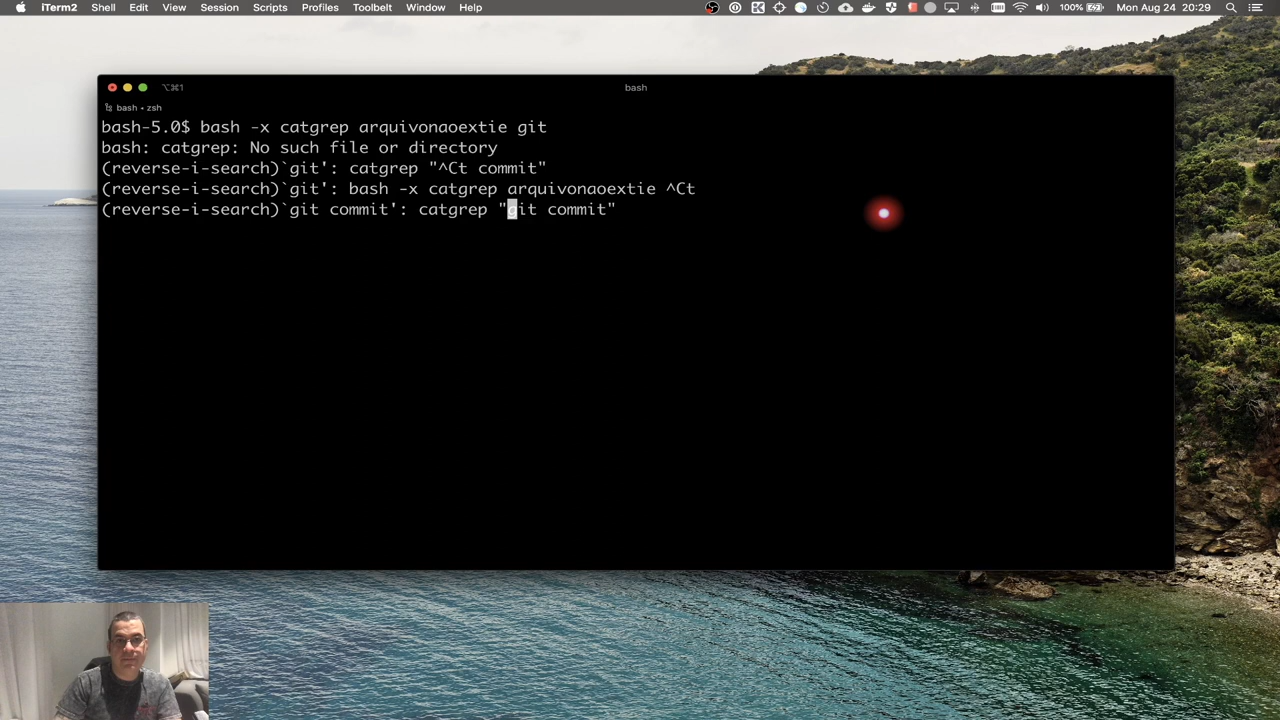 iTerm2 Shell Edit View Session Scripts Profiles Toolbelt Window Help 100% Mon Aug 24 20:29
⌥⌘1 bash
bash • zsh
bash-5.0$ bash -x catgrep arquivonaoextie git
bash: catgrep: No such file or directory
(reverse-i-search)`git': catgrep "^Ct commit"
(reverse-i-search)`git': bash -x catgrep arquivonaoextie ^Ct
(reverse-i-search)`git commit': catgrep "git commit"